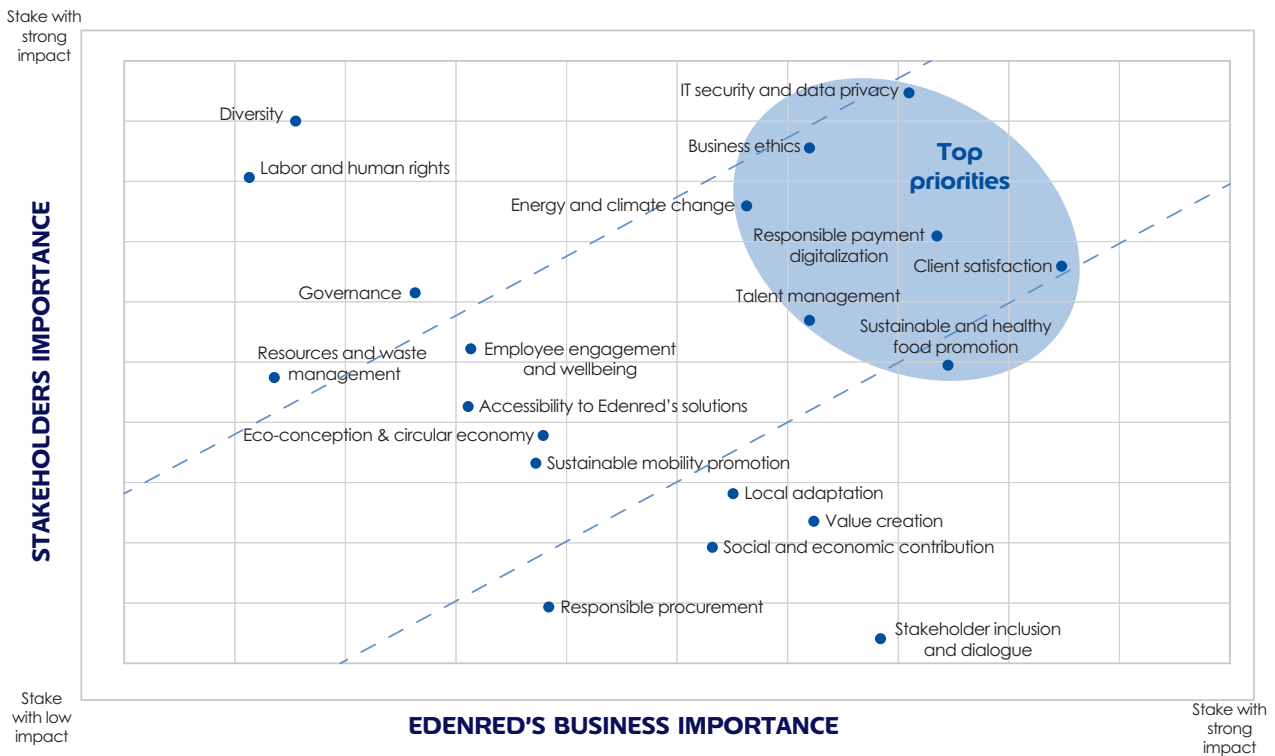 Stake with
strong
impact
IT security and data privacy
Diversity
Business ethics
Top
priorities
Labor and human rights
Energy and climate change
Responsible payment
digitalization
Client satisfaction
Governance
Talent management
Sustainable and healthy
food promotion
Resources and waste
management
Employee engagement
and wellbeing
Accessibility to Edenred’s solutions
Eco-conception & circular economy
Sustainable mobility promotion
Local adaptation
Value creation
Social and economic contribution
Responsible procurement
Stakeholder inclusion
and dialogue
STAKEHOLDERS IMPORTANCE
Stake
with low
impact
EDENRED’S BUSINESS IMPORTANCE
Stake with
strong
impact